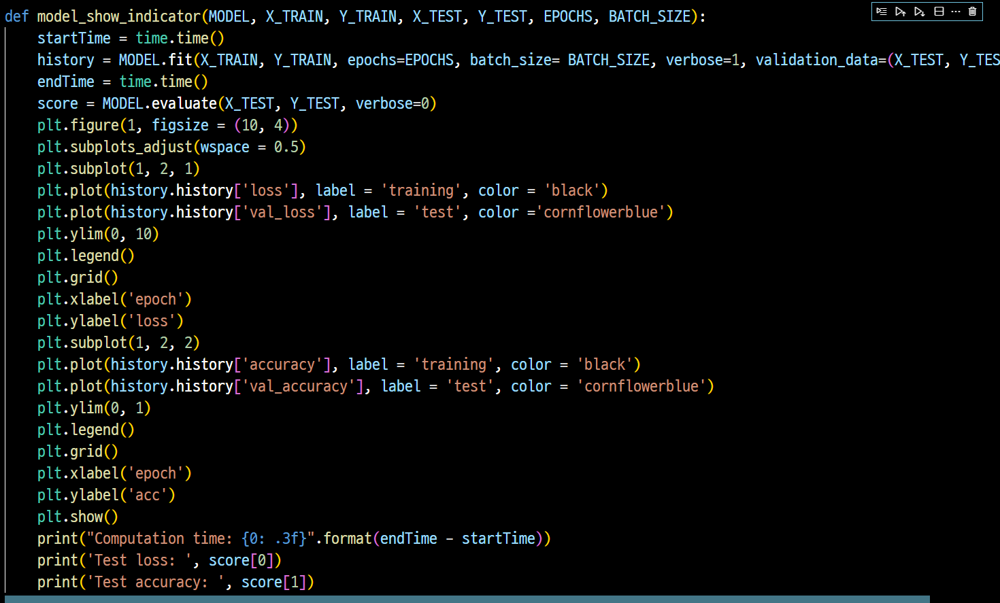 def model_show_indicator(MODEL, X_TRAIN, Y_TRAIN, X_TEST, Y_TEST, EPOCHS, BATCH_SIZE):
    startTime = time.time()
    history = MODEL.fit(X_TRAIN, Y_TRAIN, epochs=EPOCHS, batch_size= BATCH_SIZE, verbose=1, validation_data=(X_TEST, Y_TES
    endTime = time.time()
    score = MODEL.evaluate(X_TEST, Y_TEST, verbose=0)
    plt.figure(1, figsize = (10, 4))
    plt.subplots_adjust(wspace = 0.5)
    plt.subplot(1, 2, 1)
    plt.plot(history.history['loss'], label = 'training', color = 'black')
    plt.plot(history.history['val_loss'], label = 'test', color ='cornflowerblue')
    plt.ylim(0, 10)
    plt.legend()
    plt.grid()
    plt.xlabel('epoch')
    plt.ylabel('loss')
    plt.subplot(1, 2, 2)
    plt.plot(history.history['accuracy'], label = 'training', color = 'black')
    plt.plot(history.history['val_accuracy'], label = 'test', color = 'cornflowerblue')
    plt.ylim(0, 1)
    plt.legend()
    plt.grid()
    plt.xlabel('epoch')
    plt.ylabel('acc')
    plt.show()
    print("Computation time: {0: .3f}".format(endTime - startTime))
    print('Test loss: ', score[0])
    print('Test accuracy: ', score[1])